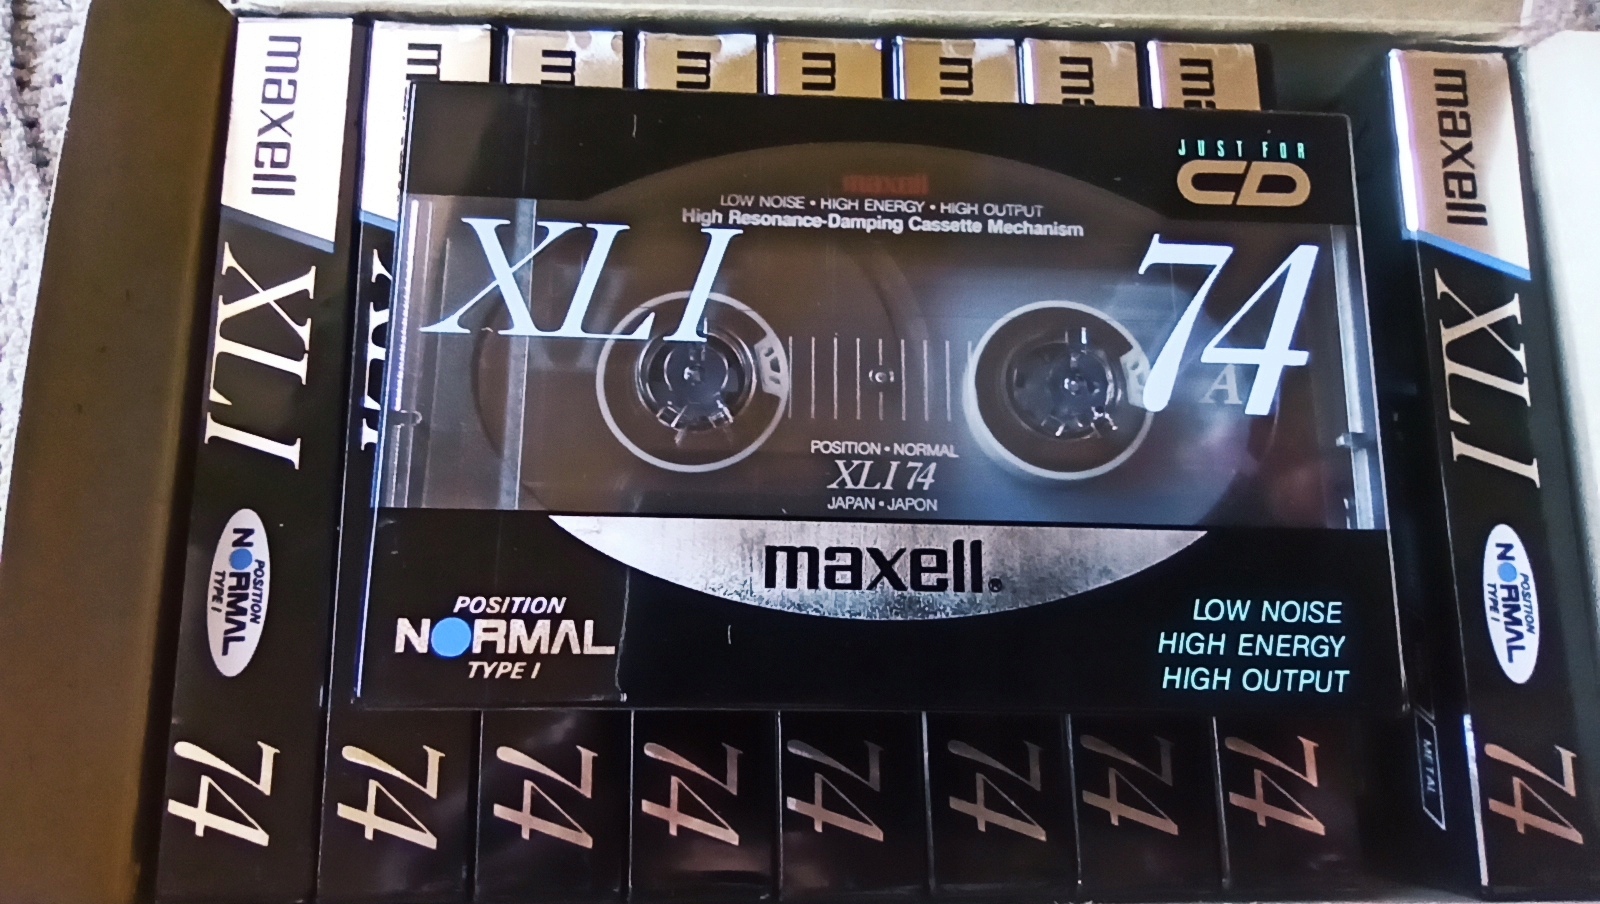 maxell
XLI
POSITION
NORMAL
TYPE I
74
m
74
m
74
m
74
m
74
m
74
m
74
ma
74
METAL
maxell
XLI
POSITION
NORMAL
TYPE I
74
JUST FOR
CD
maxell
LOW NOISE • HIGH ENERGY • HIGH OUTPUT
High Resonance-Damping Cassette Mechanism
XLI 74
A
POSITION • NORMAL
XLI 74
JAPAN • JAPON
maxell®
POSITION
NORMAL
TYPE I
LOW NOISE
HIGH ENERGY
HIGH OUTPUT